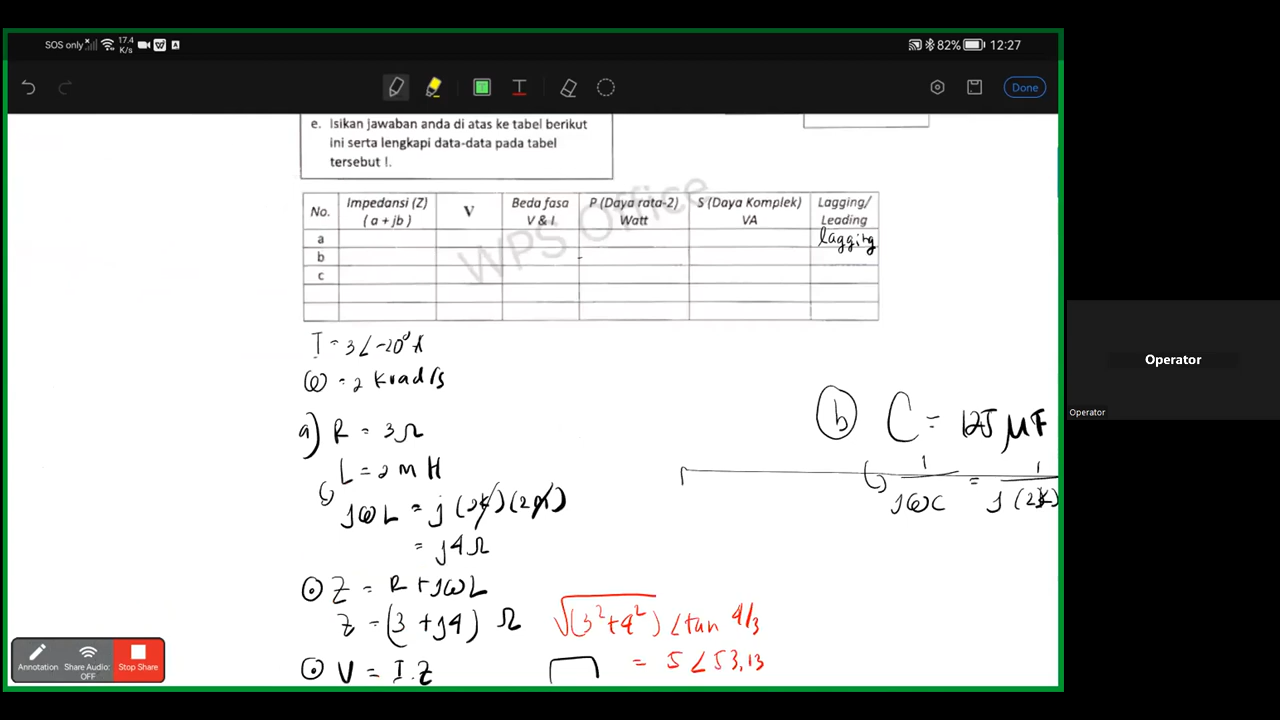 SOS only 17.4 K/s 82% 12:27
Done
e. Isikan jawaban anda di atas ke tabel berikut
ini serta lengkapi data-data pada tabel
tersebut !.
No. Impedansi (Z) ( a + jb ) V Beda fasa V & I P (Daya rata-2) Watt S (Daya Komplek) VA Lagging/ Leading
a lagging
b
c
WPS Office
I = 3∠-20° A
ω = 2 krad/s
a) R = 3Ω
L = 2 mH
jωL = j (2k)(2m)
= j4Ω
Z = R + jωL
Z = (3 + j4) Ω
√(3²+4²) ∠tan 4/3
= 5 ∠53,13
V = I.Z
b C = 125 μF
1/jωC = 1/j(2k)
Annotation
Share Audio: OFF
Stop Share
Operator
Operator